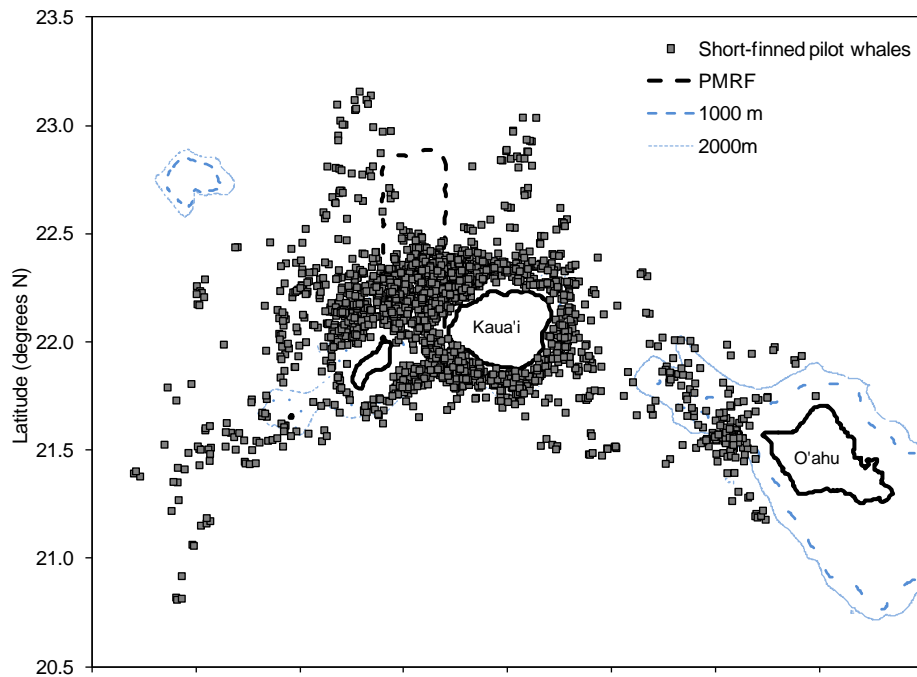 23.5
Short-finned pilot whales
PMRF
23.0
1000 m
2000m
22.5
Latitude (degrees N)
Kaua'i
22.0
21.5
O'ahu
21.0
20.5